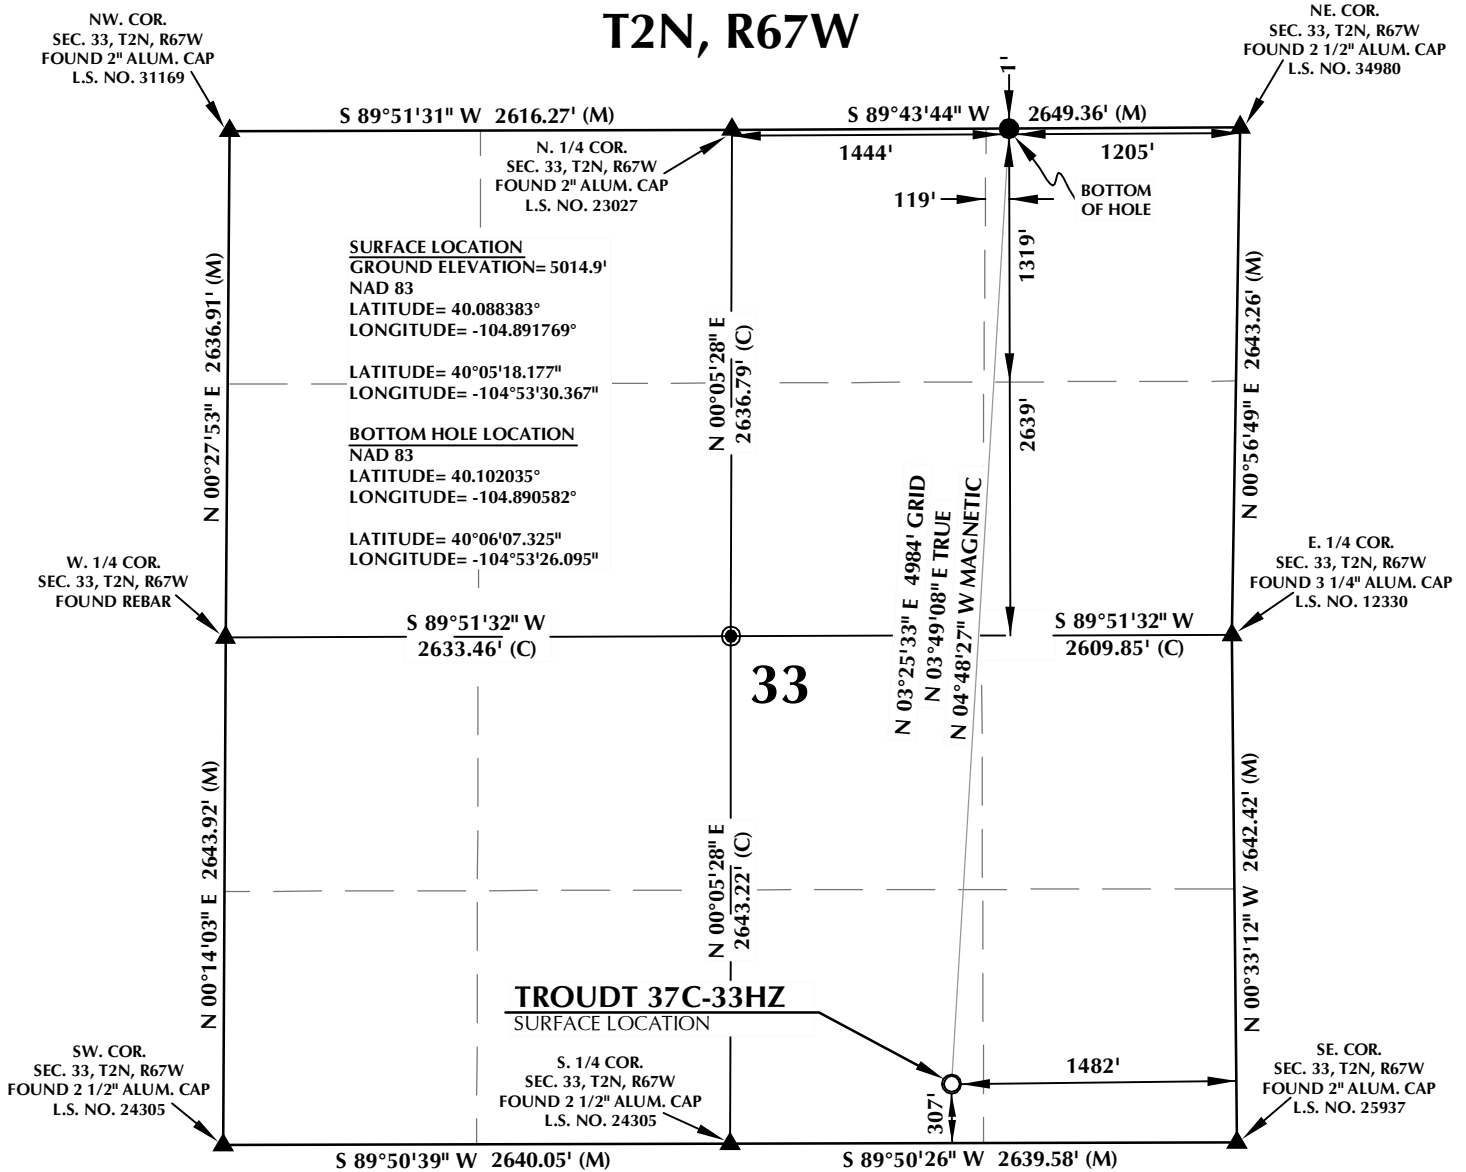 T2N, R67W
NW. COR.
SEC. 33, T2N, R67W
FOUND 2" ALUM. CAP
L.S. NO. 31169
NE. COR.
SEC. 33, T2N, R67W
FOUND 2 1/2" ALUM. CAP
L.S. NO. 34980
1'
S 89°51'31" W 2616.27' (M)
S 89°43'44" W 2649.36' (M)
N. 1/4 COR.
SEC. 33, T2N, R67W
FOUND 2" ALUM. CAP
L.S. NO. 23027
1444'
1205'
119'
BOTTOM
OF HOLE
SURFACE LOCATION
GROUND ELEVATION= 5014.9'
NAD 83
LATITUDE= 40.088383°
LONGITUDE= -104.891769°
LATITUDE= 40°05'18.177"
LONGITUDE= -104°53'30.367"
BOTTOM HOLE LOCATION
NAD 83
LATITUDE= 40.102035°
LONGITUDE= -104.890582°
LATITUDE= 40°06'07.325"
LONGITUDE= -104°53'26.095"
N 00°27'53" E 2636.91' (M)
N 00°05'28" E
2636.79' (C)
1319'
2639'
N 00°56'49" E 2643.26' (M)
N 03°25'33" E 4984' GRID
N 03°49'08" E TRUE
N 04°48'27" W MAGNETIC
W. 1/4 COR.
SEC. 33, T2N, R67W
FOUND REBAR
E. 1/4 COR.
SEC. 33, T2N, R67W
FOUND 3 1/4" ALUM. CAP
L.S. NO. 12330
S 89°51'32" W
2633.46' (C)
S 89°51'32" W
2609.85' (C)
33
N 00°14'03" E 2643.92' (M)
N 00°05'28" E
2643.22' (C)
N 00°33'12" W 2642.42' (M)
TROUDT 37C-33HZ
SURFACE LOCATION
1482'
307'
SW. COR.
SEC. 33, T2N, R67W
FOUND 2 1/2" ALUM. CAP
L.S. NO. 24305
S. 1/4 COR.
SEC. 33, T2N, R67W
FOUND 2 1/2" ALUM. CAP
L.S. NO. 24305
SE. COR.
SEC. 33, T2N, R67W
FOUND 2" ALUM. CAP
L.S. NO. 25937
S 89°50'39" W 2640.05' (M)
S 89°50'26" W 2639.58' (M)